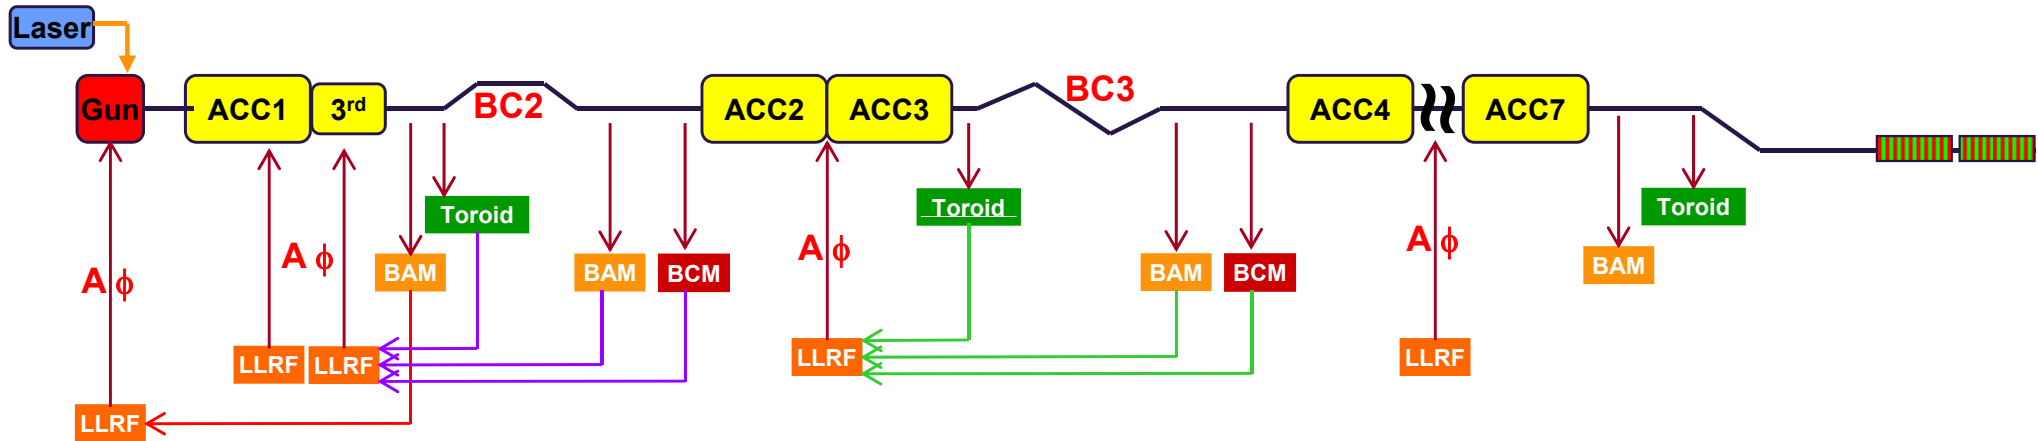 Laser
Gun
ACC1
3rd
BC2
ACC2
ACC3
BC3
ACC4
ACC7
Toroid
Toroid
Toroid
A ϕ
A ϕ
A ϕ
A ϕ
BAM
BAM
BCM
BAM
BCM
BAM
LLRF
LLRF
LLRF
LLRF
LLRF